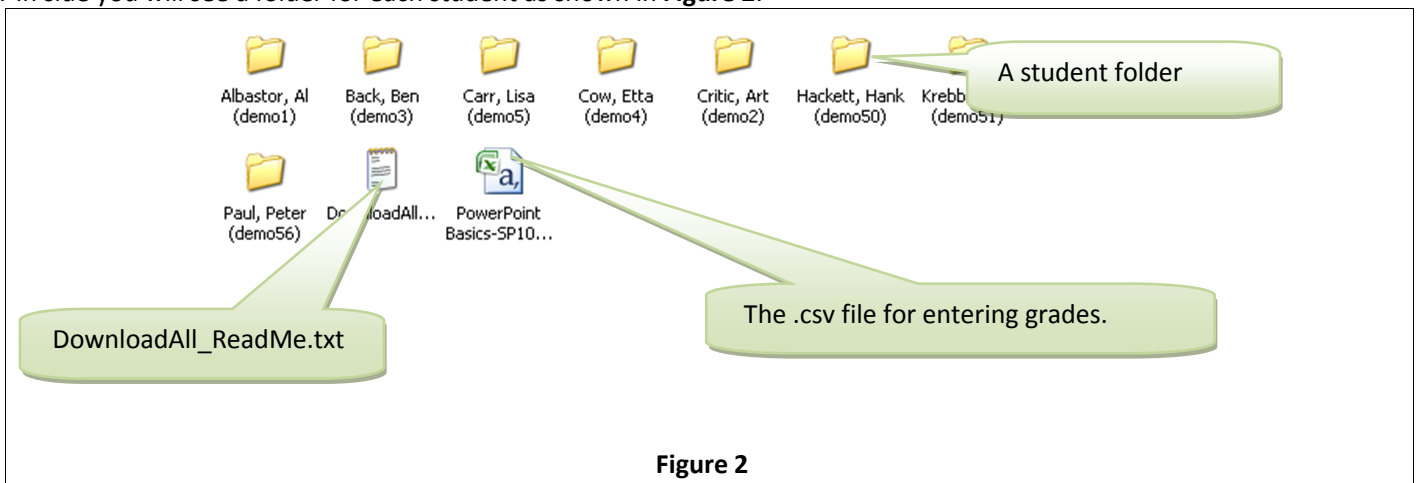 inside you will see a folder for each student as shown in Figure 2.
A student folder
Albastor, Al
(demo1)
Back, Ben
(demo3)
Carr, Lisa
(demo5)
Cow, Etta
(demo4)
Critic, Art
(demo2)
Hackett, Hank
(demo50)
(demo51)
Paul, Peter
(demo56)
PowerPoint
Basics-SP10...
The .csv file for entering grades.
DownloadAll_ReadMe.txt
Figure 2